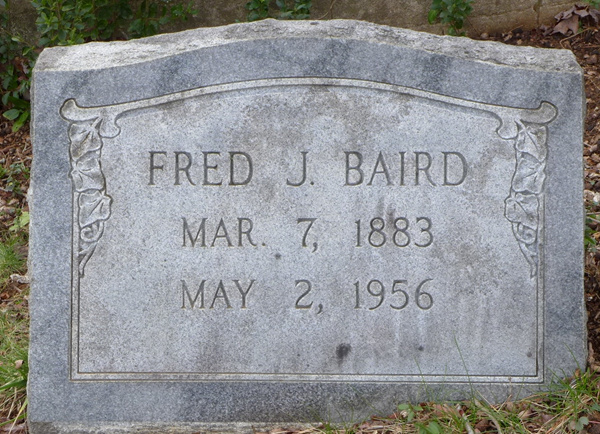 FRED J. BAIRD
MAR. 7, 1883
MAY 2, 1956